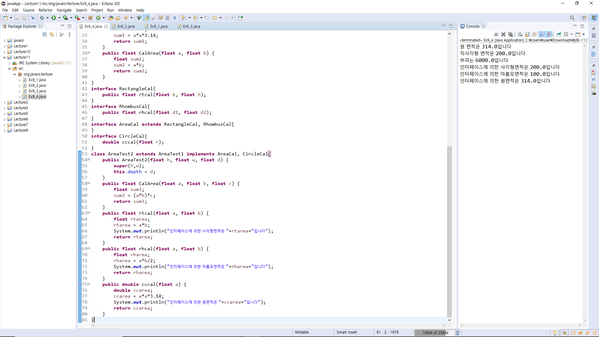 javaApp - Lecture11/src/org/javaro/lecture/Ex9_4.java - Eclipse IDE
File Edit Source Refactor Navigate Search Project Run Window Help
Package Explorer
javaro
Lecture1
Lecture10
Lecture11
JRE System Library
src
org.javaro.lecture
Ex9_1.java
Ex9_2.java
Ex9_3.java
Ex9_4.java
Lecture2
Lecture3
Lecture5
Lecture6
Lecture7
Lecture8
Ex9_4.java Ex9_2.java Ex9_1.java Ex9_3.java
sum1 = a*a*3.14;
return sum1;
}
public float CalArea(float a, float b) {
float sum2;
sum2 = a*b;
return sum2;
}
}
interface RectangleCal{
public float rtcal(float b, float h);
}
interface RhombusCal{
public float rhcal(float d1, float d2);
}
interface AreaCal extends RectangleCal, RhombusCal{
}
interface CircleCal{
double cccal(float r);
}
class AreaTest2 extends AreaTest1 implements AreaCal, CircleCal{
public AreaTest2(float h, float w, float d) {
super(h,w);
this.depth = d;
}
public float CalArea(float a, float b, float c) {
float sum3;
sum3 = (a*b)*c;
return sum3;
}
public float rtcal(float a, float b) {
float rtarea;
rtarea = a*b;
System.out.println("인터페이스에 의한 사각형면적은 "+rtarea+"입니다");
return rtarea;
}
public float rhcal(float a, float b) {
float rharea;
rharea = a*b/2;
System.out.println("인터페이스에 의한 마름모면적은 "+rharea+"입니다");
return rharea;
}
public double cccal(float a) {
double ccarea;
ccarea = a*a*3.14;
System.out.println("인터페이스에 의한 원면적은 "+ccarea+"입니다");
return ccarea;
}
}
Console
<terminated> Ex9_4 [Java Application]
원 면적은 314.0입니다
직사각형 면적은 200.0입니다
부피는 6000.0입니다
인터페이스에 의한 사각형면적은 200.0입니다
인터페이스에 의한 마름모면적은 100.0입니다
인터페이스에 의한 원면적은 314.0입니다
Writable Smart Insert 81 : 2 : 1976